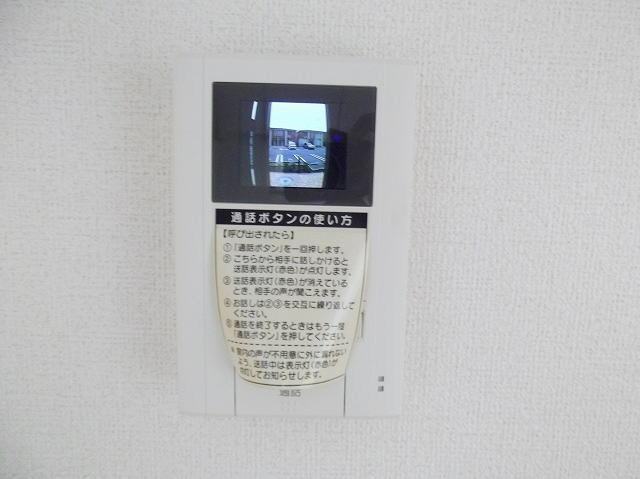 通話ボタンの使い方
【呼び出されたら】
①「通話ボタン」を一回押します。
②こちらから相手に話しかけると
送話表示灯(赤色)が点灯します。
③送話表示灯(赤色)が消えている
とき、相手の声が聞こえます。
④お話しは②③を交互に繰り返して
ください。
⑤通話を終了するときはもう一度
「通話ボタン」を押してください。
室内の声が不用意に外に漏れない
よう、送話中は表示灯(赤色)が
灯してお知らせします。
通話